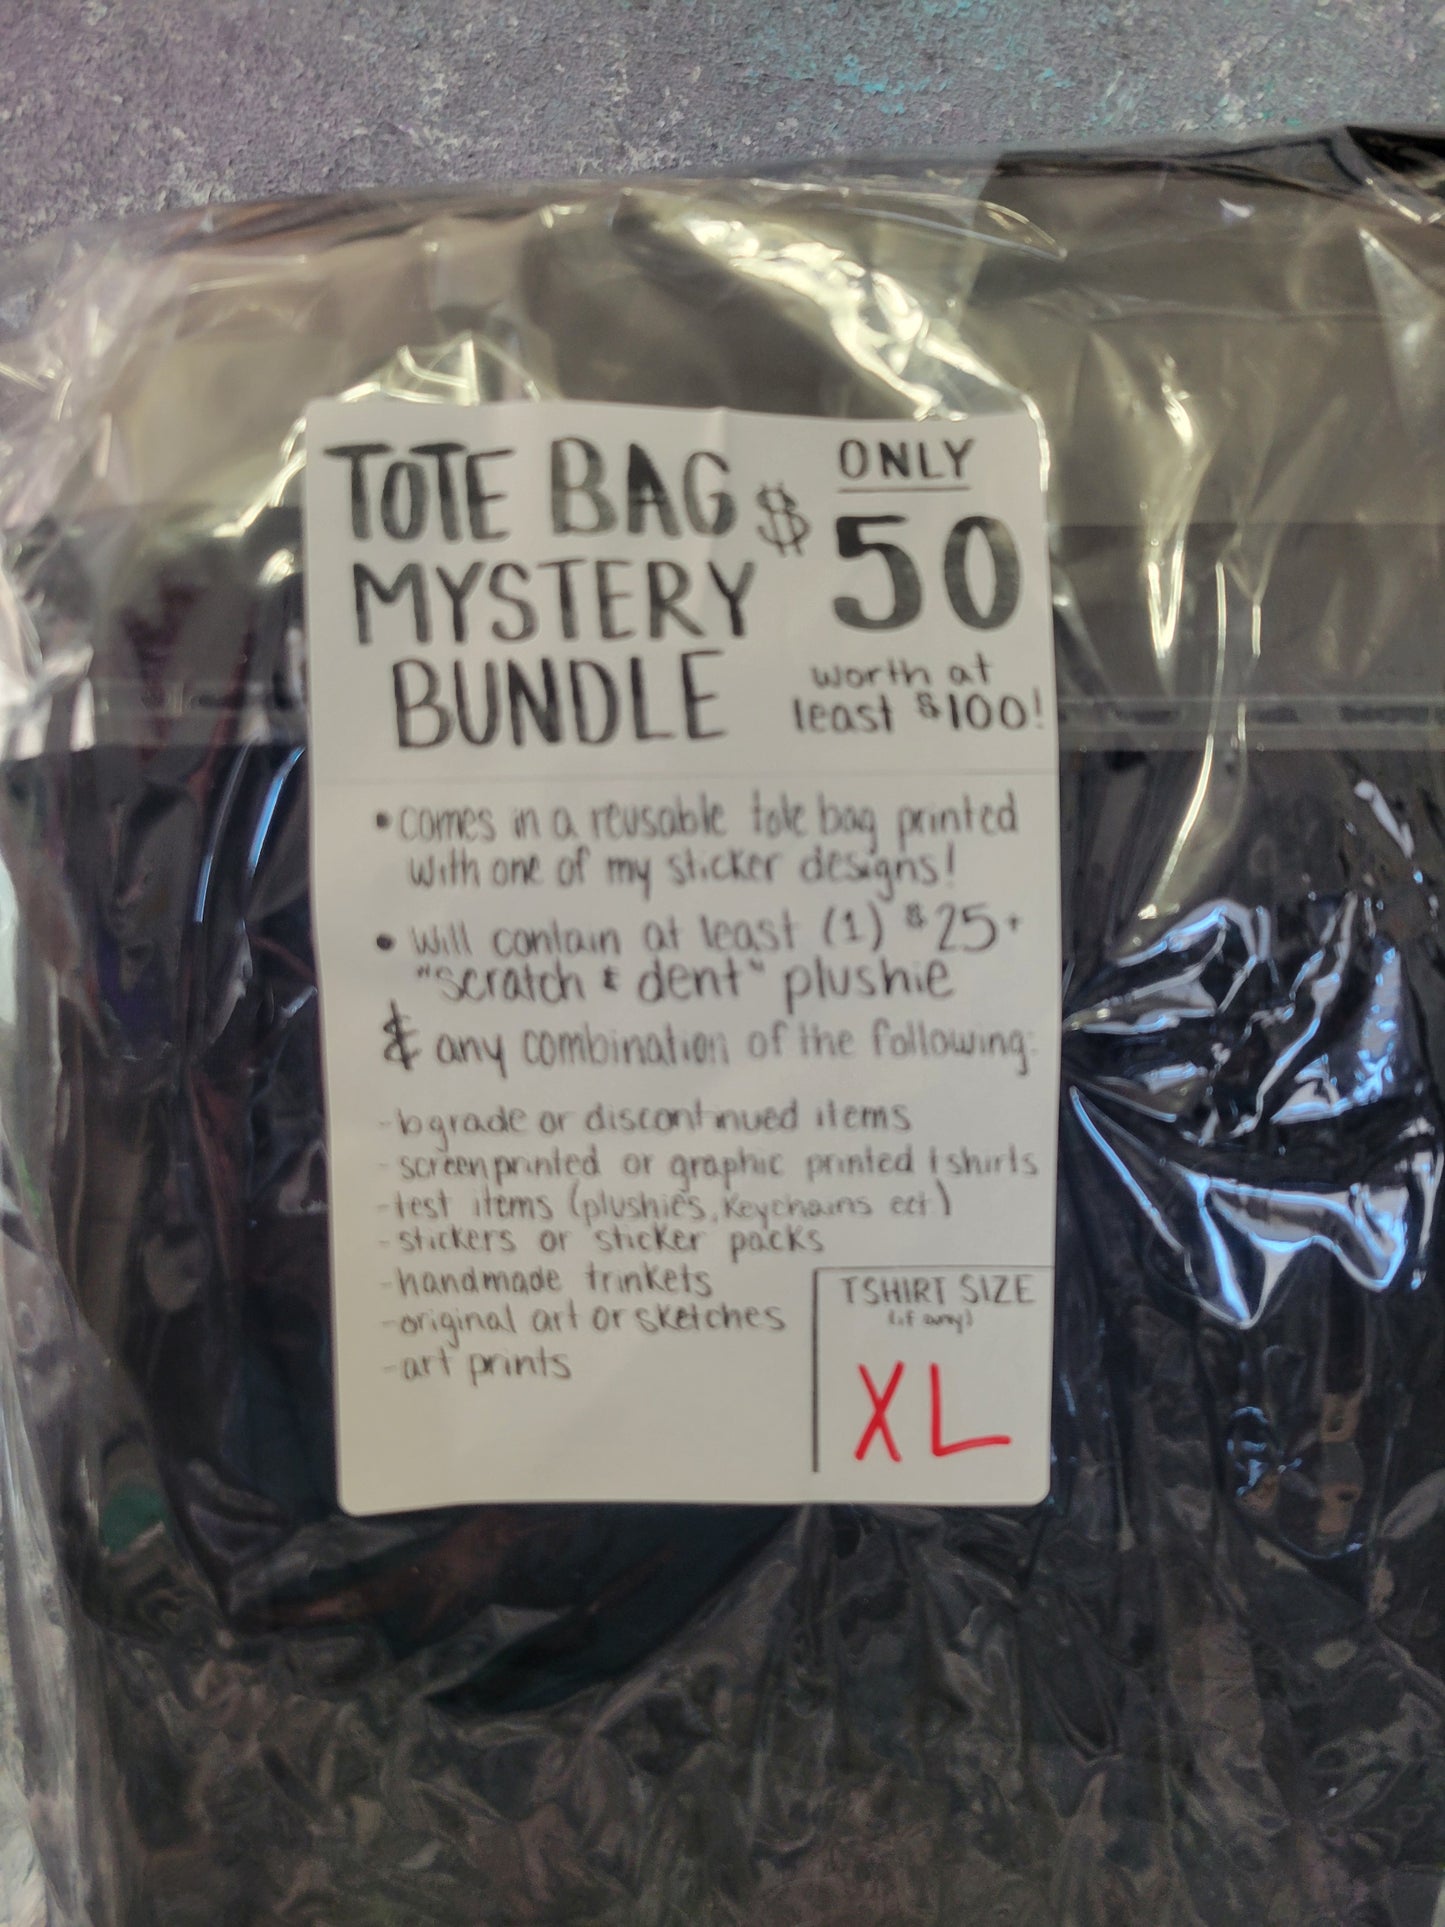 TOTE BAG
MYSTERY
BUNDLE
ONLY
$50
worth at
least $100!
• comes in a reusable tote bag printed
with one of my sticker designs!
• Will contain at least (1) $25+
"scratch & dent" plushie
& any combination of the following:
-b grade or discontinued items
-screenprinted or graphic printed tshirts
-test items (plushies, keychains ect.)
-stickers or sticker packs
-handmade trinkets
-original art or sketches
-art prints
TSHIRT SIZE
(if any)
XL